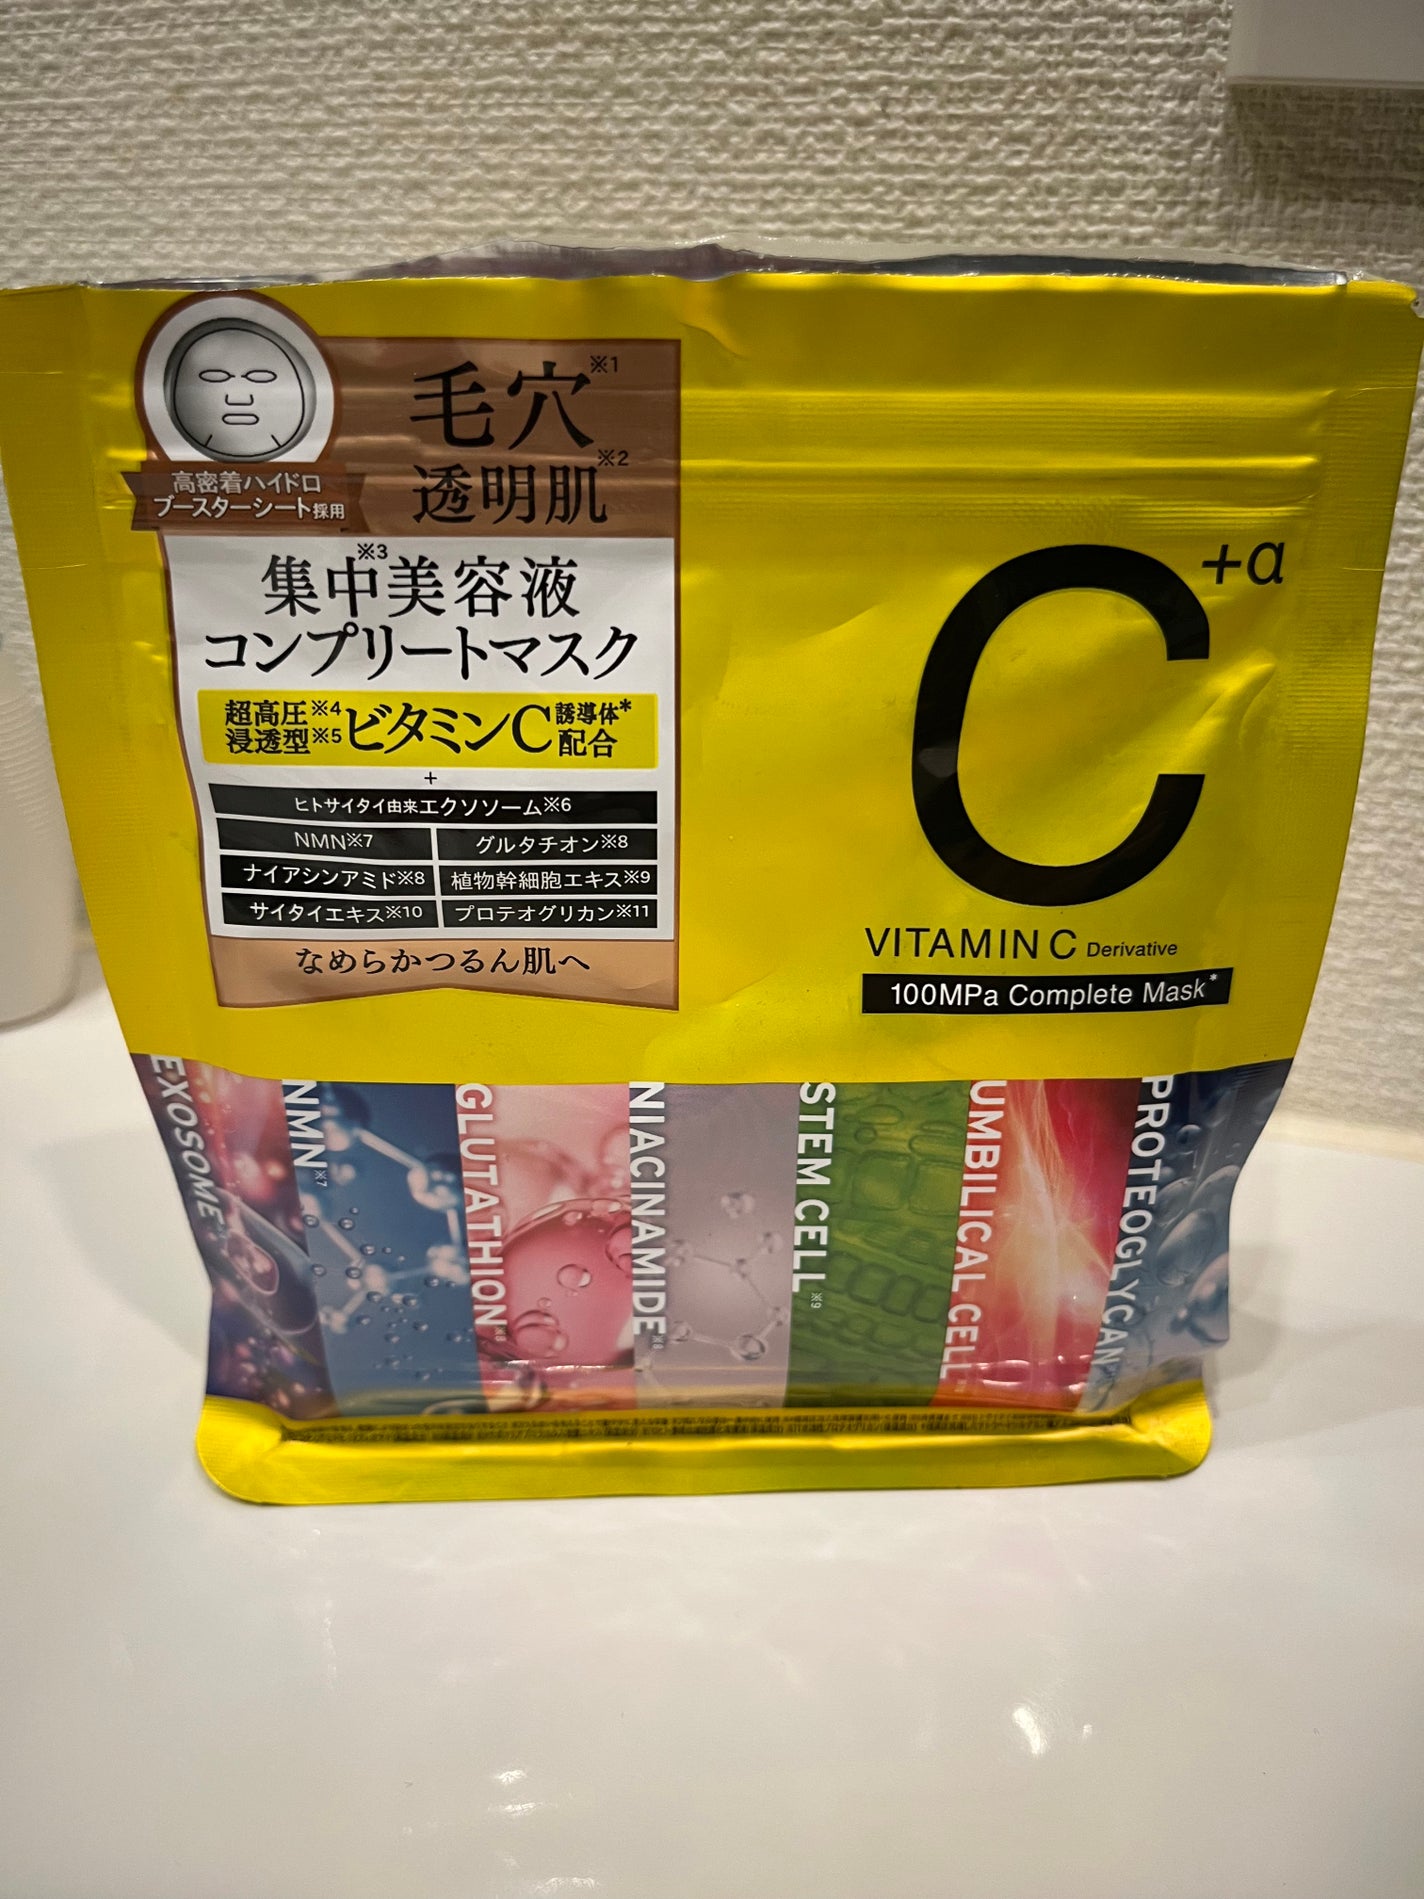 毛穴※1
透明肌※2
高密着ハイドロ
ブースターシート採用
集中※3美容液
コンプリートマスク
超高圧※4
浸透型※5
ビタミンC誘導体*
配合
+
ヒトサイタイ由来エクソソーム※6
NMN※7 グルタチオン※8
ナイアシンアミド※8 植物幹細胞エキス※9
サイタイエキス※10 プロテオグリカン※11
なめらかつるん肌へ
C+α
VITAMIN C Derivative
100MPa Complete Mask*
EXOSOME
NMN※7
GLUTATHION※8
NIACINAMIDE※8
STEM CELL※9
UMBILICAL CELL
PROTEOGLYCAN